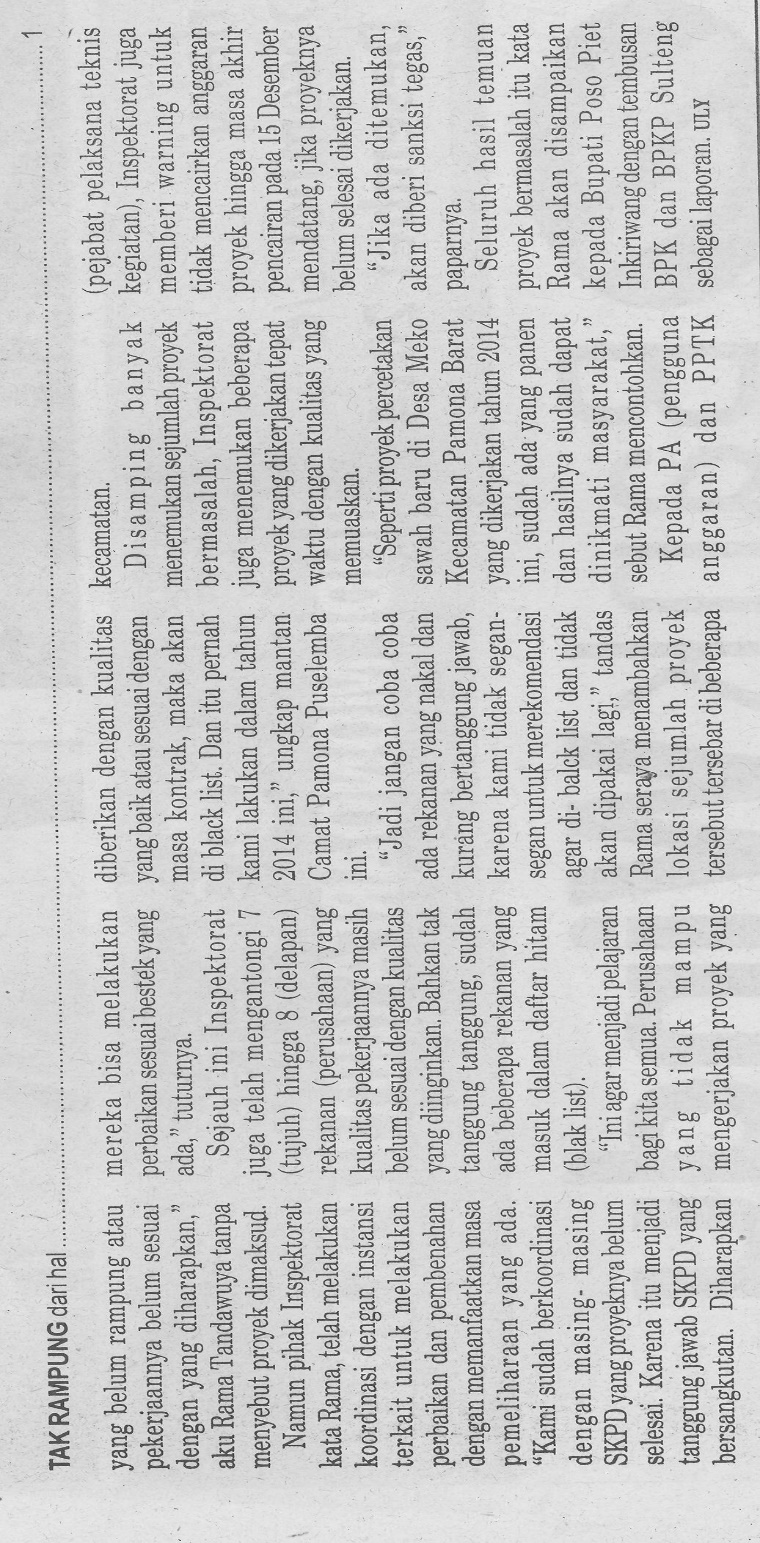 TAK RAMPUNG dari hal ........................................................ 1
yang belum rampung atau
pekerjaannya belum sesuai
dengan yang diharapkan,”
aku Rama Tandawuya tanpa
menyebut proyek dimaksud.
Namun pihak Inspektorat
kata Rama, telah melakukan
koordinasi dengan instansi
terkait untuk melakukan
perbaikan dan pembenahan
dengan memanfaatkan masa
pemeliharaan yang ada.
“Kami sudah berkoordinasi
dengan masing- masing
SKPD yang proyeknya belum
selesai. Karena itu menjadi
tanggung jawab SKPD yang
bersangkutan. Diharapkan
mereka bisa melakukan
perbaikan sesuai bestek yang
ada,” tuturnya.
Sejauh ini Inspektorat
juga telah mengantongi 7
(tujuh) hingga 8 (delapan)
rekanan (perusahaan) yang
kualitas pekerjaannya masih
belum sesuai dengan kualitas
yang diinginkan. Bahkan tak
tanggung tanggung, sudah
ada beberapa rekanan yang
masuk dalam daftar hitam
(blak list).
“Ini agar menjadi pelajaran
bagi kita semua. Perusahaan
yang tidak mampu
mengerjakan proyek yang
diberikan dengan kualitas
yang baik atau sesuai dengan
masa kontrak, maka akan
di black list. Dan itu pernah
kami lakukan dalam tahun
2014 ini,” ungkap mantan
Camat Pamona Puselemba
ini.
“Jadi jangan coba coba
ada rekanan yang nakal dan
kurang bertanggung jawab,
karena kami tidak segan-
segan untuk merekomendasi
agar di- balck list dan tidak
akan dipakai lagi,” tandas
Rama seraya menambahkan
lokasi sejumlah proyek
tersebut tersebar di beberapa
kecamatan.
Disamping banyak
menemukan sejumlah proyek
bermasalah, Inspektorat
juga menemukan beberapa
proyek yang dikerjakan tepat
waktu dengan kualitas yang
memuaskan.
“Seperti proyek percetakan
sawah baru di Desa Meko
Kecamatan Pamona Barat
yang dikerjakan tahun 2014
ini, sudah ada yang panen
dan hasilnya sudah dapat
dinikmati masyarakat,”
sebut Rama mencontohkan.
Kepada PA (pengguna
anggaran) dan PPTK
(pejabat pelaksana teknis
kegiatan), Inspektorat juga
memberi warning untuk
tidak mencairkan anggaran
proyek hingga masa akhir
pencairan pada 15 Desember
mendatang, jika proyeknya
belum selesai dikerjakan.
“Jika ada ditemukan,
akan diberi sanksi tegas,”
paparnya.
Seluruh hasil temuan
proyek bermasalah itu kata
Rama akan disampaikan
kepada Bupati Poso Piet
Inkiriwang dengan tembusan
BPK dan BPKP Sulteng
sebagai laporan. ULY